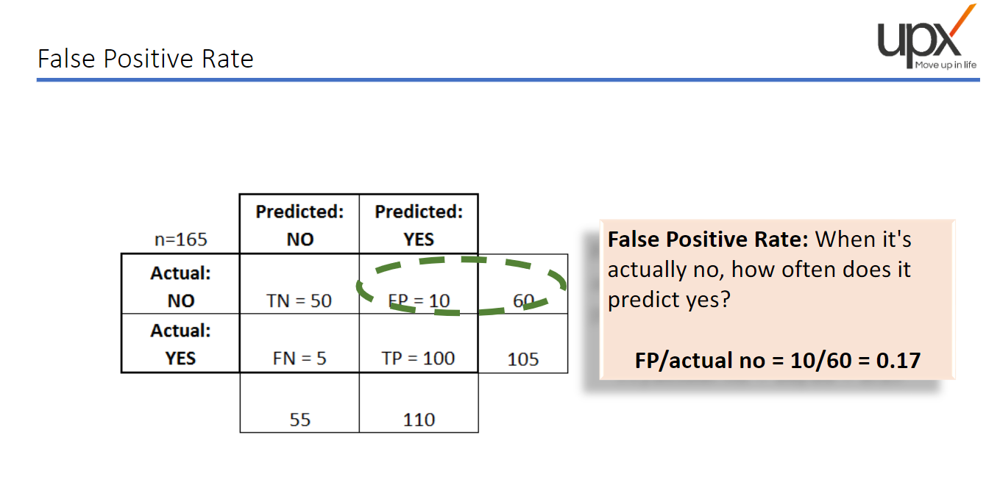 upx
Move up in life
False Positive Rate
Predicted: Predicted:
n=165 NO YES
Actual:
NO TN = 50 FP = 10 60
Actual:
YES FN = 5 TP = 100 105
55 110
False Positive Rate: When it's
actually no, how often does it
predict yes?
FP/actual no = 10/60 = 0.17